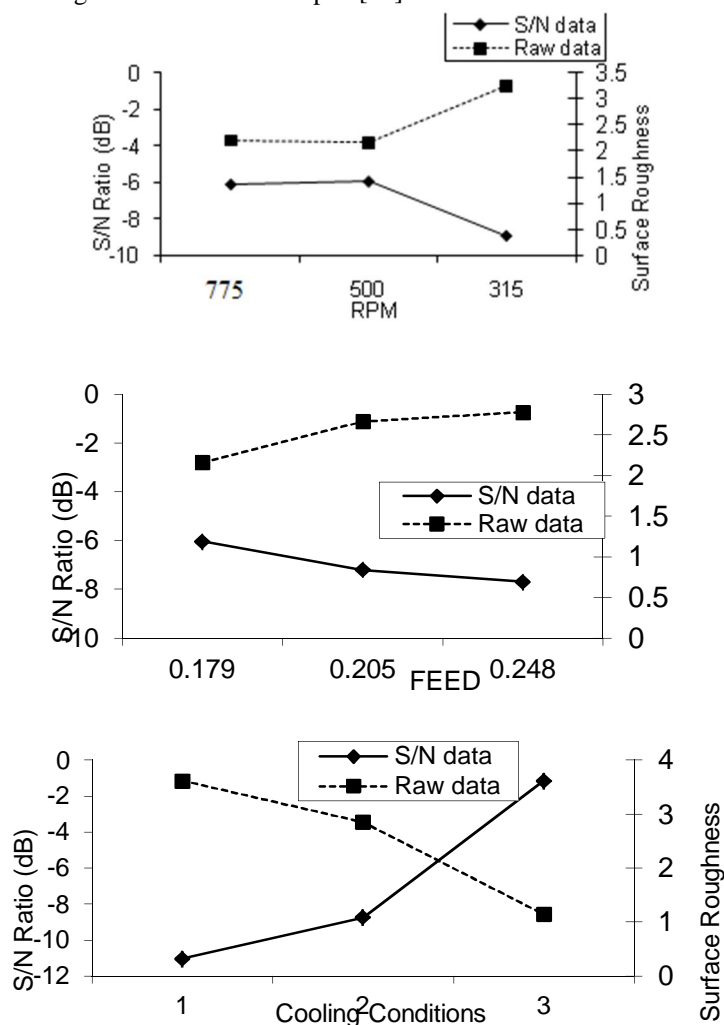 S/N data
Raw data
0
-2
-4
-6
-8
-10
S/N Ratio (dB)
3.5
3
2.5
2
1.5
1
0.5
0
Surface Roughness
775 500 315
RPM
0
-2
-4
-6
-8
-10
S/N Ratio (dB)
3
2.5
2
1.5
1
0.5
0
S/N data
Raw data
0.179 0.205 0.248
FEED
0
-2
-4
-6
-8
-10
-12
S/N Ratio (dB)
S/N data
Raw data
4
3
2
1
0
Surface Roughness
1 2 3
Cooling Conditions